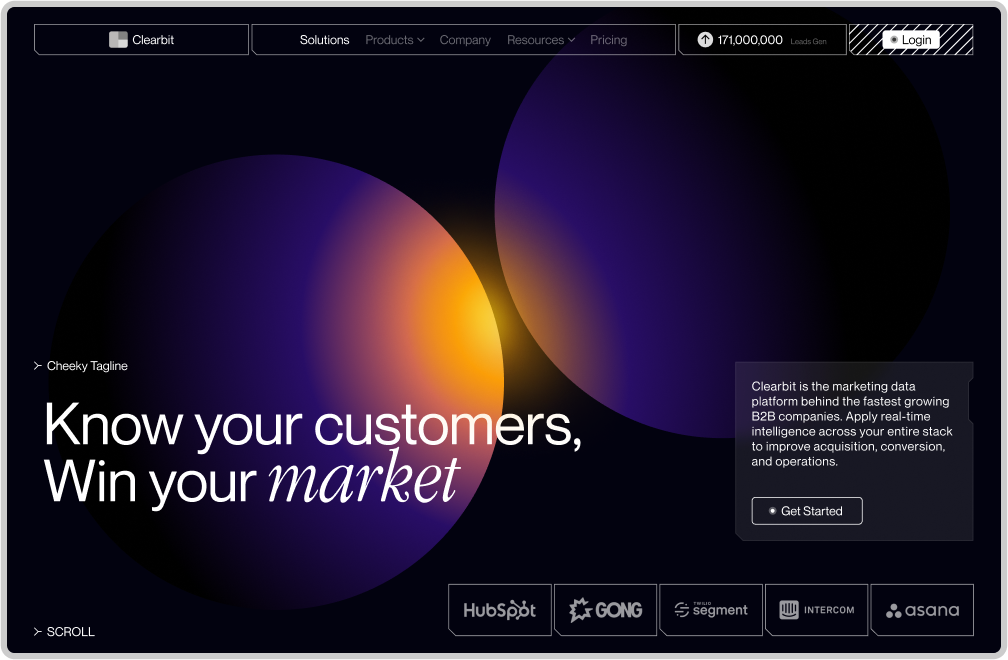 Clearbit
Solutions Products Company Resources Pricing
171,000,000 Leads Gen
Login
Cheeky Tagline
Know your customers,
Win your market
Clearbit is the marketing data
platform behind the fastest growing
B2B companies. Apply real-time
intelligence across your entire stack
to improve acquisition, conversion,
and operations.
Get Started
HubSpot
GONG
TWILIO
segment
INTERCOM
asana
SCROLL